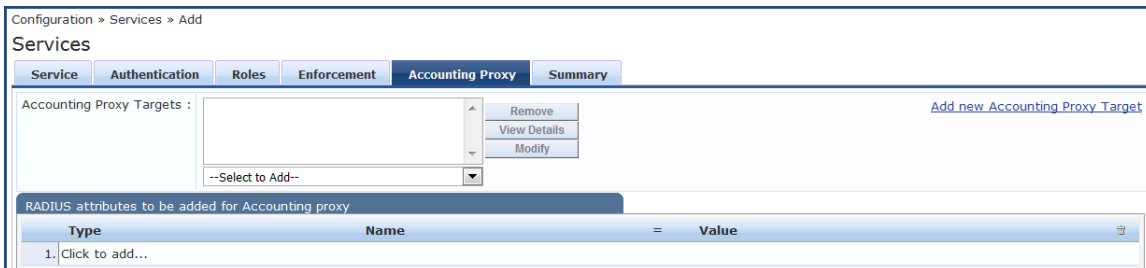 Configuration » Services » Add
Services
Service Authentication Roles Enforcement Accounting Proxy Summary
Accounting Proxy Targets :
Remove
View Details
Modify
Add new Accounting Proxy Target
--Select to Add--
RADIUS attributes to be added for Accounting proxy
Type Name = Value
1. Click to add...